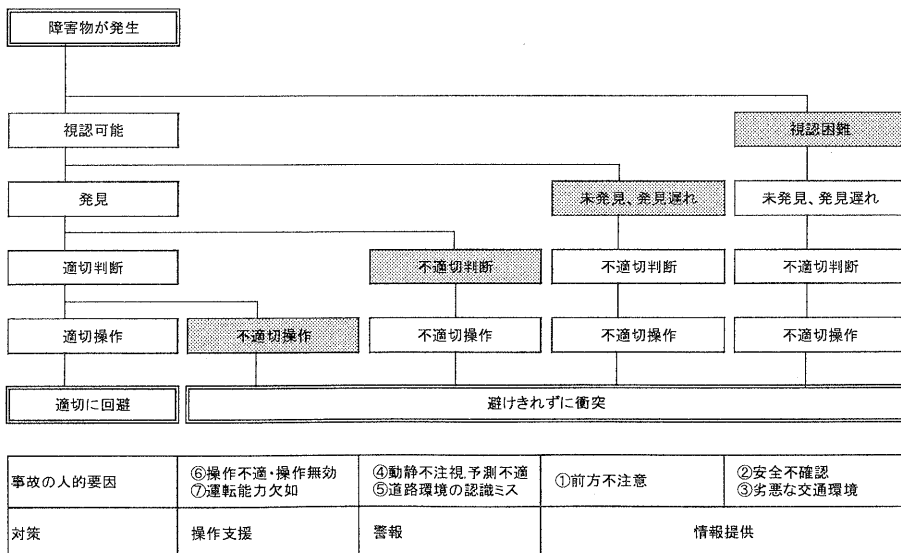 障害物が発生
視認可能
視認困難
発見
未発見、発見遅れ
未発見、発見遅れ
適切判断
不適切判断
不適切判断
不適切判断
適切操作
不適切操作
不適切操作
不適切操作
不適切操作
適切に回避
避けきれずに衝突
事故の人的要因
⑥操作不適・操作無効
⑦運転能力欠如
④動静不注視,予測不適
⑤道路環境の認識ミス
①前方不注意
②安全不確認
③劣悪な交通環境
対策
操作支援
警報
情報提供